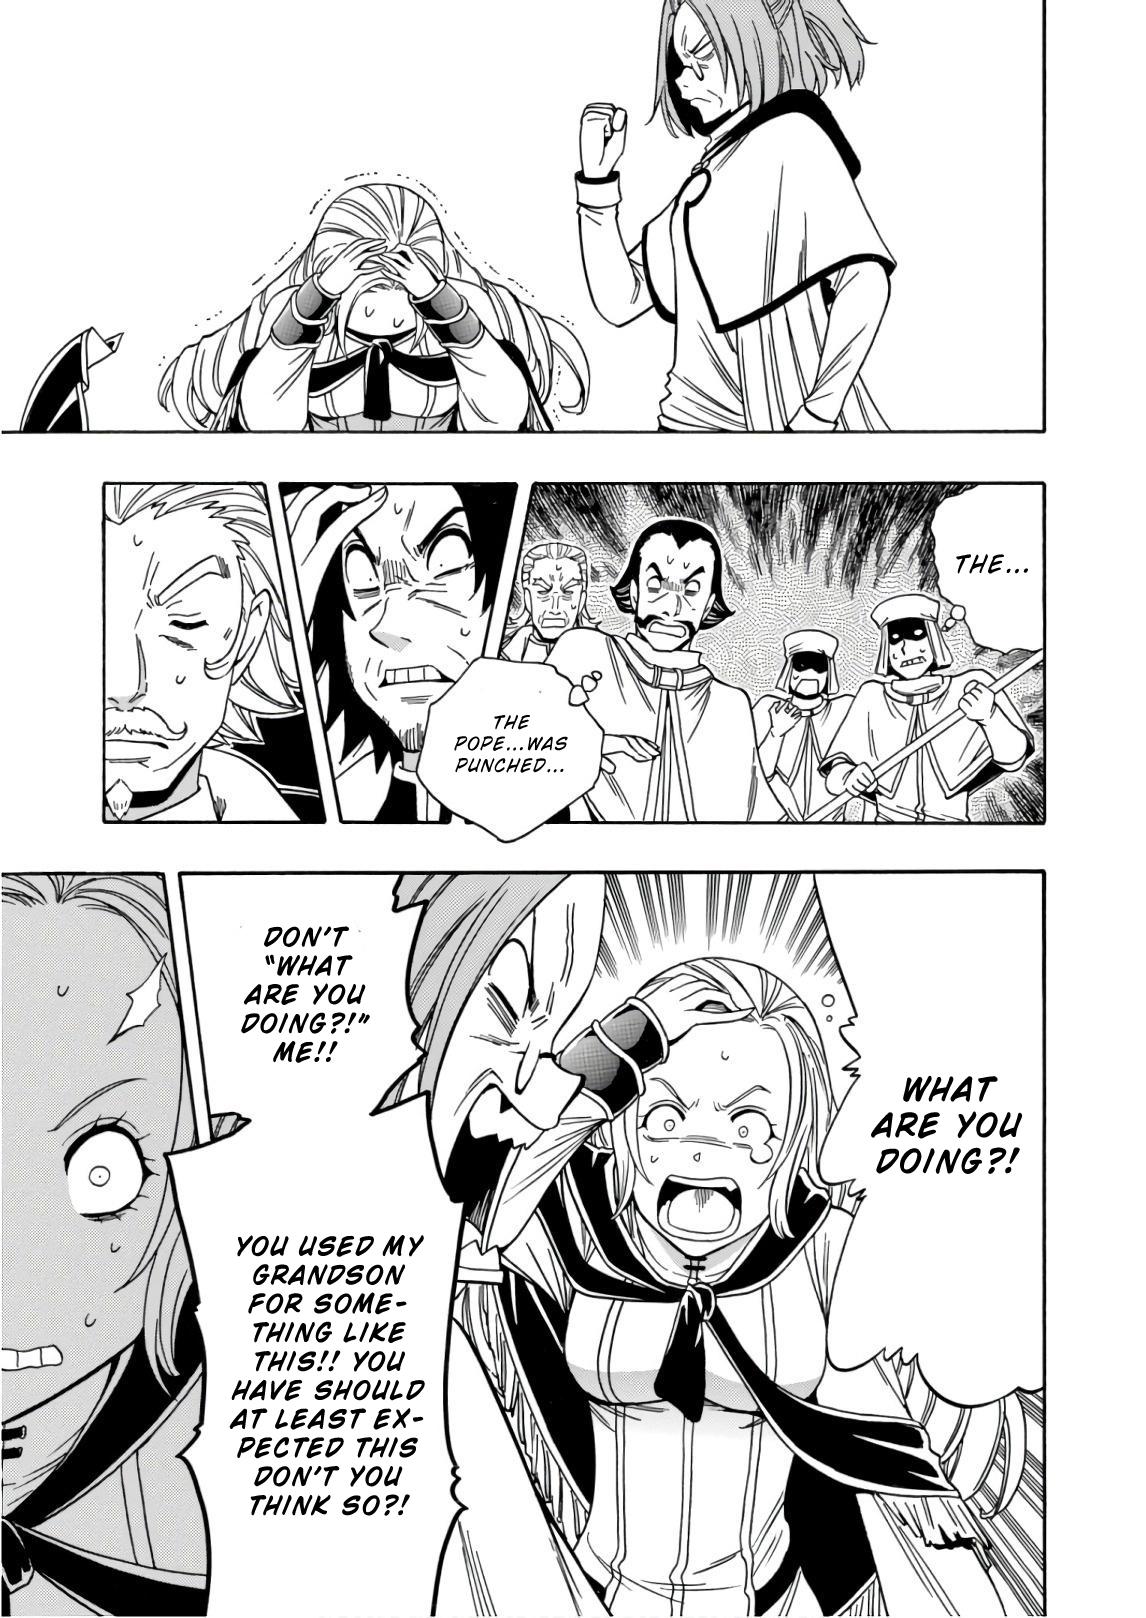 THE...
THE
POPE...WAS
PUNCHED...
WHAT
ARE YOU
DOING?!
DON'T
"WHAT
ARE YOU
DOING?!"
ME!!
YOU USED MY
GRANDSON
FOR SOME-
THING LIKE
THIS!! YOU
HAVE SHOULD
AT LEAST EX-
PECTED THIS
DON'T YOU
THINK SO?!